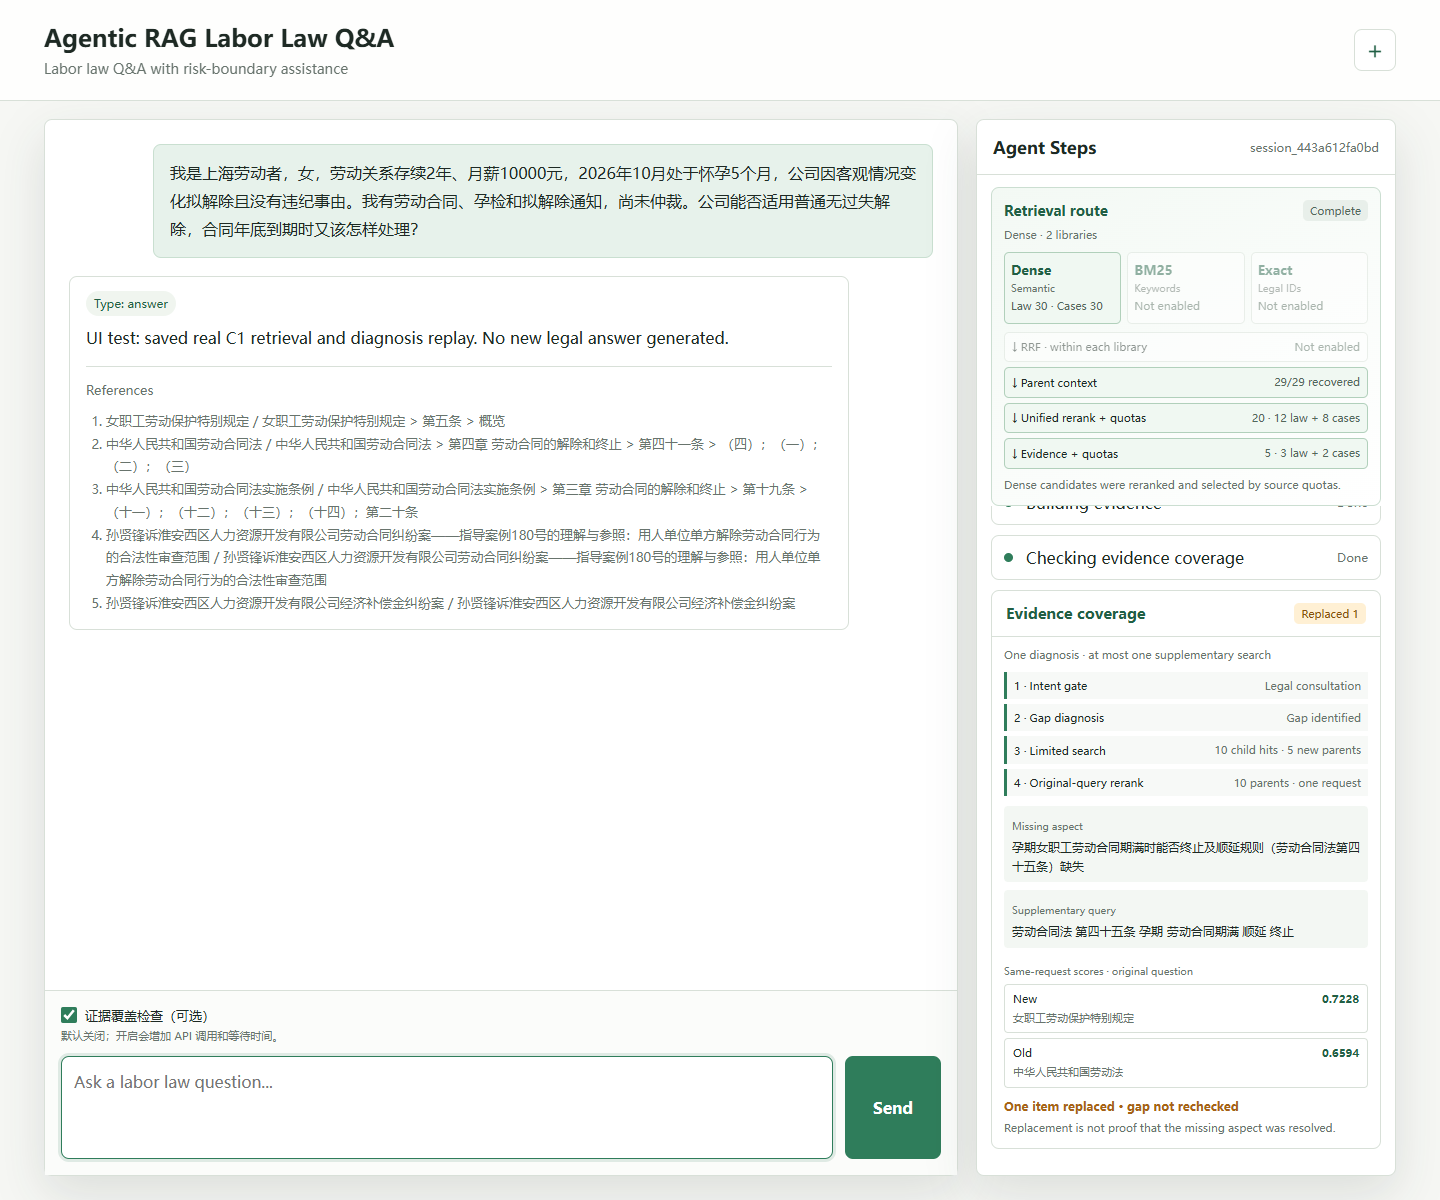 Agentic RAG Labor Law Q&A
Labor law Q&A with risk-boundary assistance
+
我是上海劳动者，女，劳动关系存续2年、月薪10000元，2026年10月处于怀孕5个月，公司因客观情况变
化拟解除且没有违纪事由。我有劳动合同、孕检和拟解除通知，尚未仲裁。公司能否适用普通无过失解
除，合同年底到期时又该怎样处理？
Type: answer
UI test: saved real C1 retrieval and diagnosis replay. No new legal answer generated.
References
1. 女职工劳动保护特别规定 / 女职工劳动保护特别规定 > 第五条 > 概览
2. 中华人民共和国劳动合同法 / 中华人民共和国劳动合同法 > 第四章 劳动合同的解除和终止 > 第四十一条 > （四）；（一）；
（二）；（三）
3. 中华人民共和国劳动合同法实施条例 / 中华人民共和国劳动合同法实施条例 > 第三章 劳动合同的解除和终止 > 第十九条 >
（十一）；（十二）；（十三）；（十四）；第二十条
4. 孙贤锋诉淮安西区人力资源开发有限公司劳动合同纠纷案——指导案例180号的理解与参照：用人单位单方解除劳动合同行为
的合法性审查范围 / 孙贤锋诉淮安西区人力资源开发有限公司劳动合同纠纷案——指导案例180号的理解与参照：用人单位单
方解除劳动合同行为的合法性审查范围
5. 孙贤锋诉淮安西区人力资源开发有限公司经济补偿金纠纷案 / 孙贤锋诉淮安西区人力资源开发有限公司经济补偿金纠纷案
证据覆盖检查（可选）
默认关闭；开启会增加 API 调用和等待时间。
Ask a labor law question...
Send
Agent Steps
session_443a612fa0bd
Retrieval route
Complete
Dense · 2 libraries
Dense
Semantic
Law 30 · Cases 30
BM25
Keywords
Not enabled
Exact
Legal IDs
Not enabled
↓ RRF · within each library
Not enabled
↓ Parent context
29/29 recovered
↓ Unified rerank + quotas
20 · 12 law + 8 cases
↓ Evidence + quotas
5 · 3 law + 2 cases
Dense candidates were reranked and selected by source quotas.
Building evidence
Done
Checking evidence coverage
Done
Evidence coverage
Replaced 1
One diagnosis · at most one supplementary search
1 · Intent gate
Legal consultation
2 · Gap diagnosis
Gap identified
3 · Limited search
10 child hits · 5 new parents
4 · Original-query rerank
10 parents · one request
Missing aspect
孕期女职工劳动合同期满时能否终止及顺延规则（劳动合同法第四
十五条）缺失
Supplementary query
劳动合同法 第四十五条 孕期 劳动合同期满 顺延 终止
Same-request scores · original question
New
0.7228
女职工劳动保护特别规定
Old
0.6594
中华人民共和国劳动法
One item replaced • gap not rechecked
Replacement is not proof that the missing aspect was resolved.